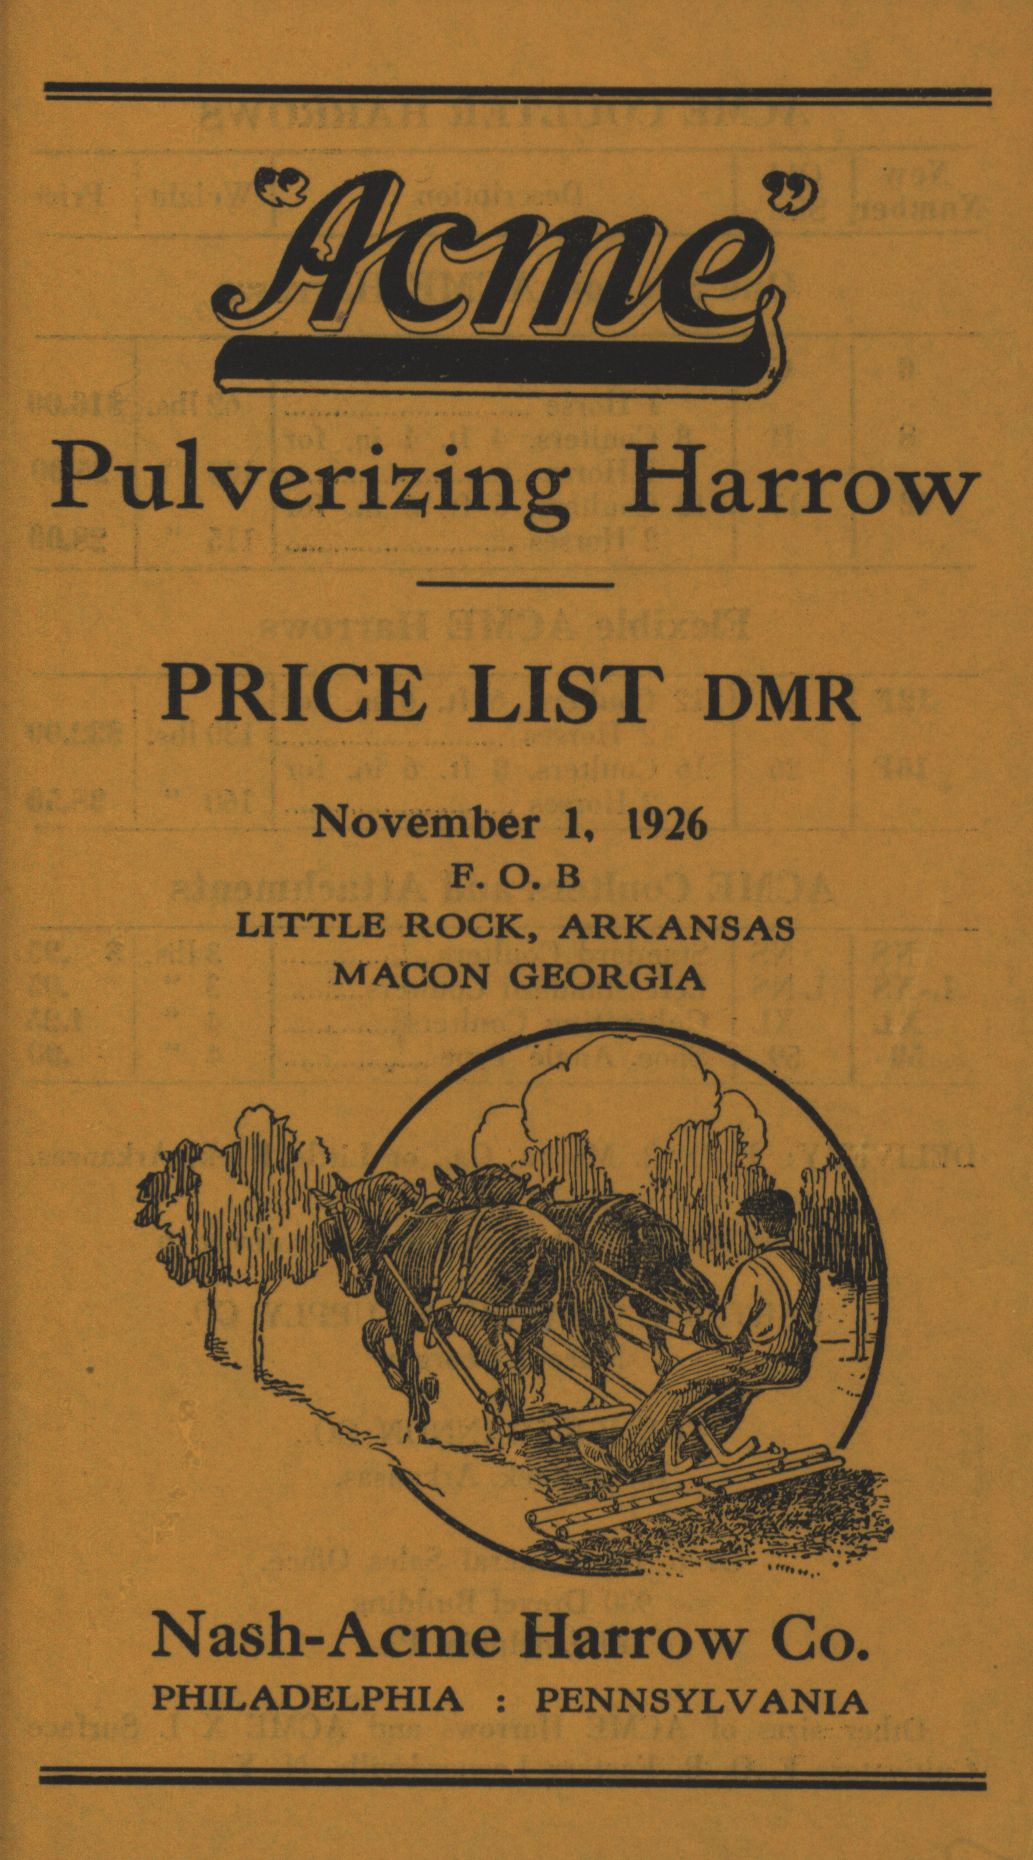 "Acme"
Pulverizing Harrow
PRICE LIST DMR
November 1, 1926
F. O. B
LITTLE ROCK, ARKANSAS
MACON GEORGIA
Nash-Acme Harrow Co.
PHILADELPHIA : PENNSYLVANIA